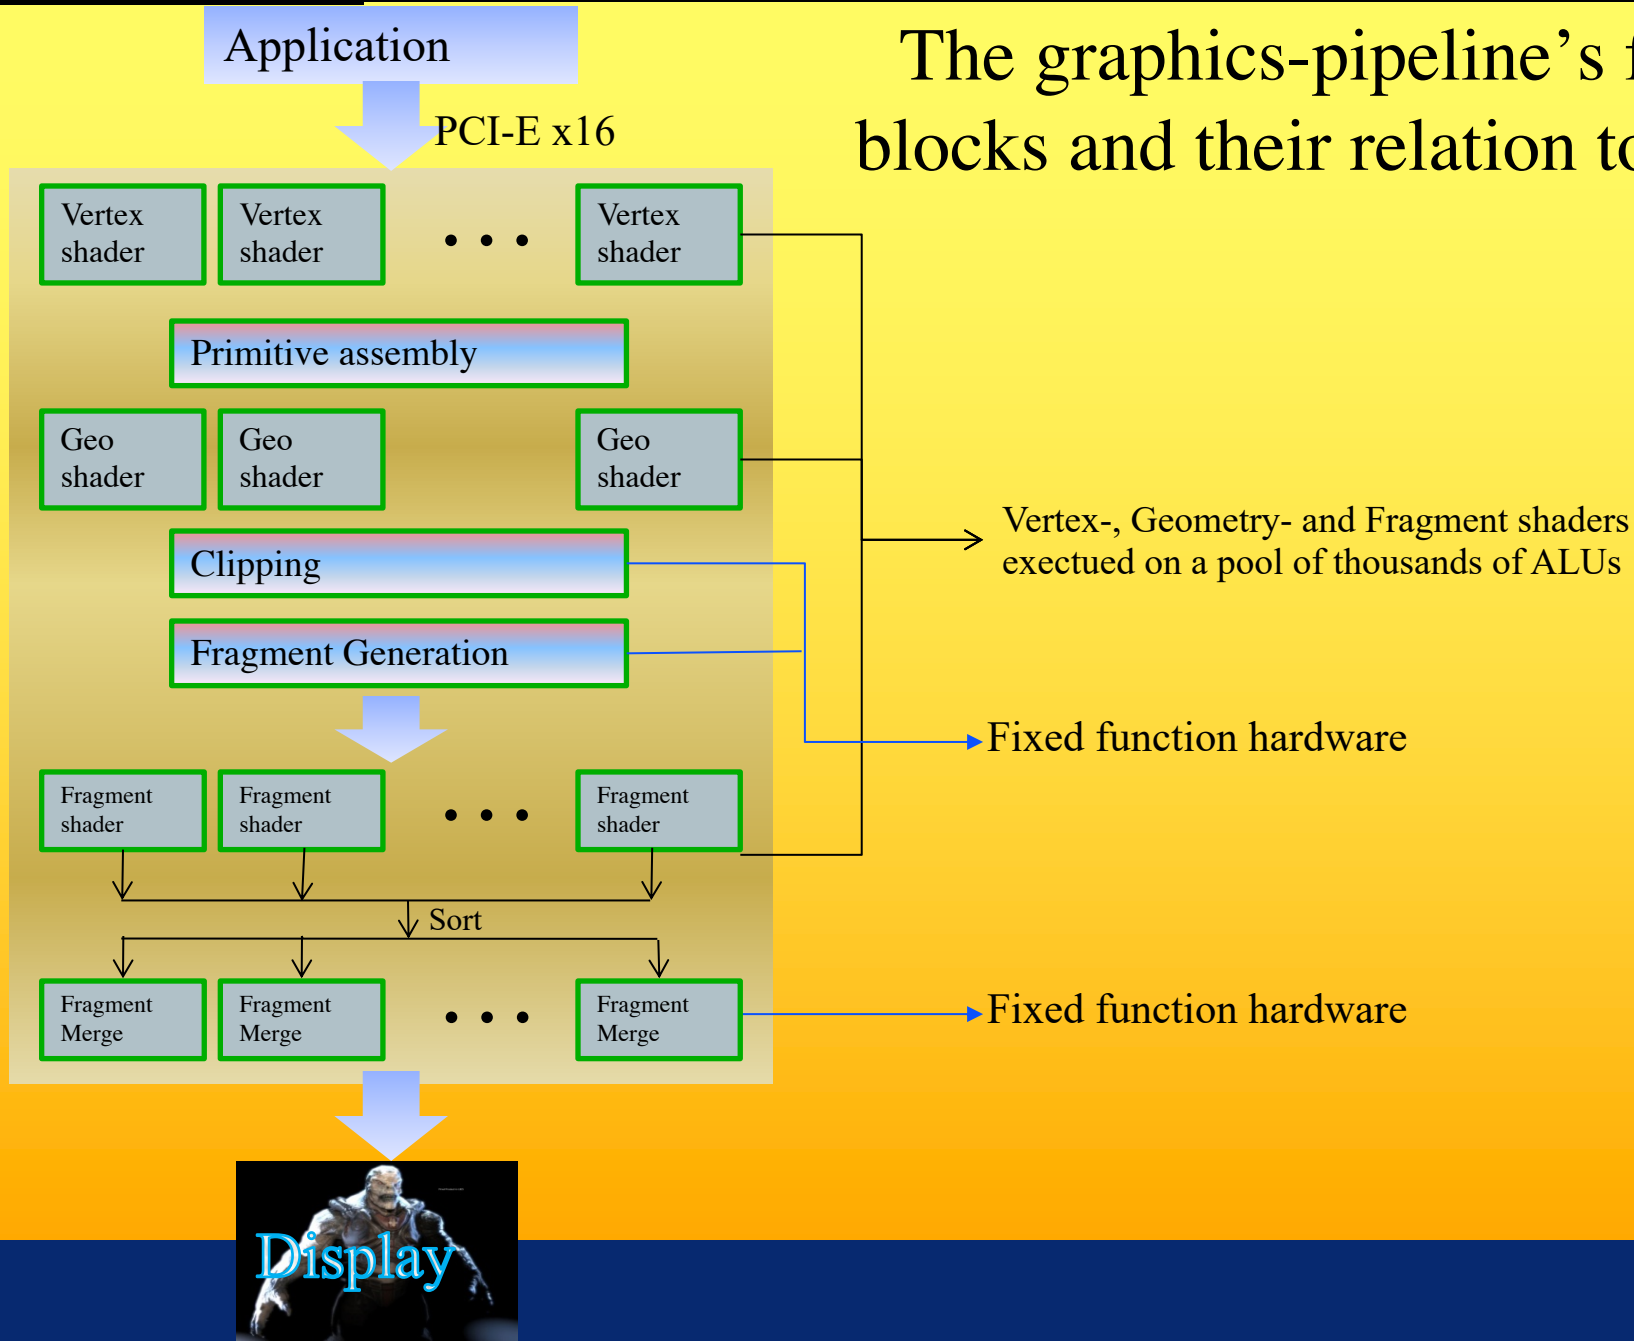 Application
The graphics-pipeline's
blocks and their relation
PCI-E x16
Vertex
shader
Vertex
shader
• • •
Vertex
shader
Primitive assembly
Geo
shader
Geo
shader
Geo
shader
Clipping
Vertex-, Geometry- and Fragment shaders
exectued on a pool of thousands of ALUs
Fragment Generation
Fixed function hardware
Fragment
shader
Fragment
shader
• • •
Fragment
shader
Sort
Fragment
Merge
Fragment
Merge
• • •
Fragment
Merge
Fixed function hardware
Display